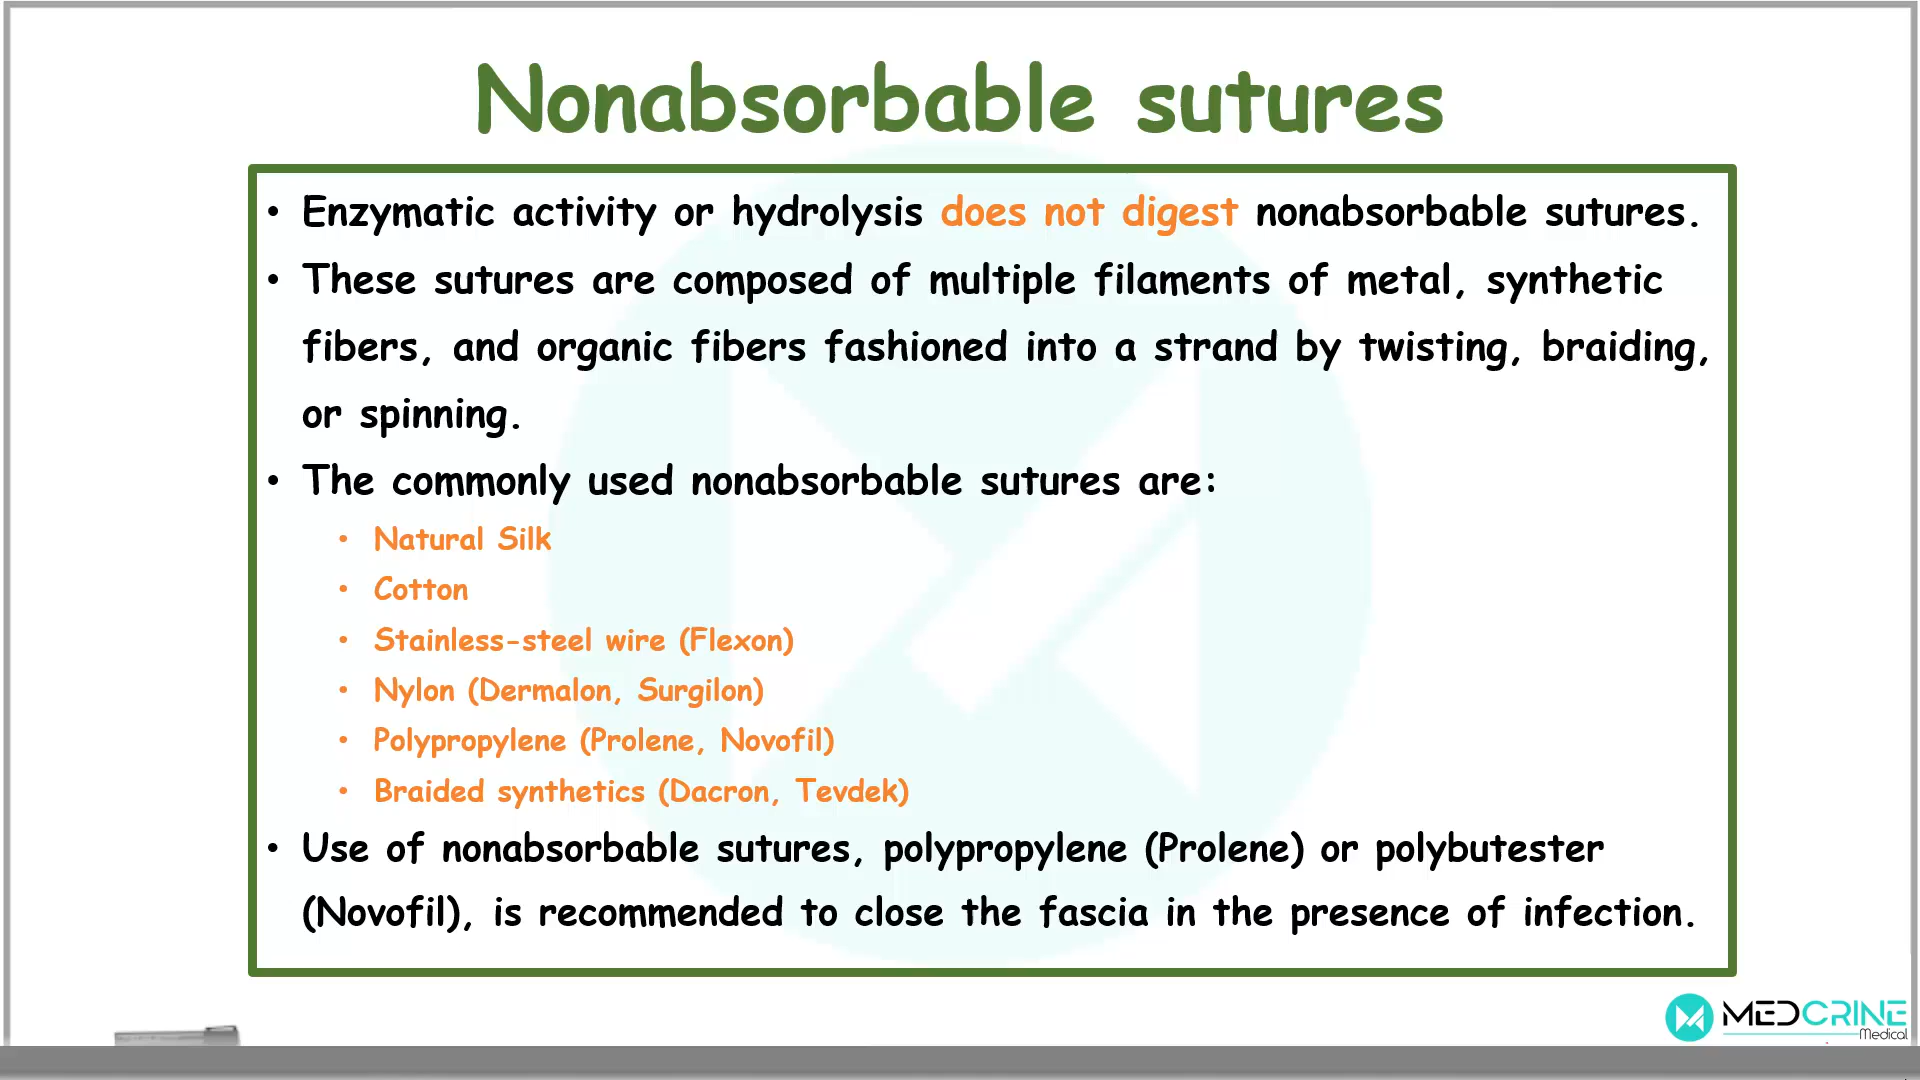 Nonabsorbable sutures
• Enzymatic activity or hydrolysis does not digest nonabsorbable sutures.
• These sutures are composed of multiple filaments of metal, synthetic
fibers, and organic fibers fashioned into a strand by twisting, braiding,
or spinning.
• The commonly used nonabsorbable sutures are:
• Natural Silk
• Cotton
• Stainless-steel wire (Flexon)
• Nylon (Dermalon, Surgilon)
• Polypropylene (Prolene, Novofil)
• Braided synthetics (Dacron, Tevdek)
• Use of nonabsorbable sutures, polypropylene (Prolene) or polybutester
(Novofil), is recommended to close the fascia in the presence of infection.
MEDCRINE
Medical